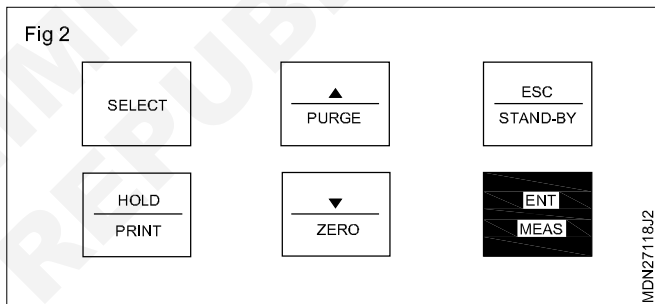 Fig 2
SELECT
▲
PURGE
ESC
STAND-BY
HOLD
PRINT
▼
ZERO
ENT
MEAS
MDN27118J2